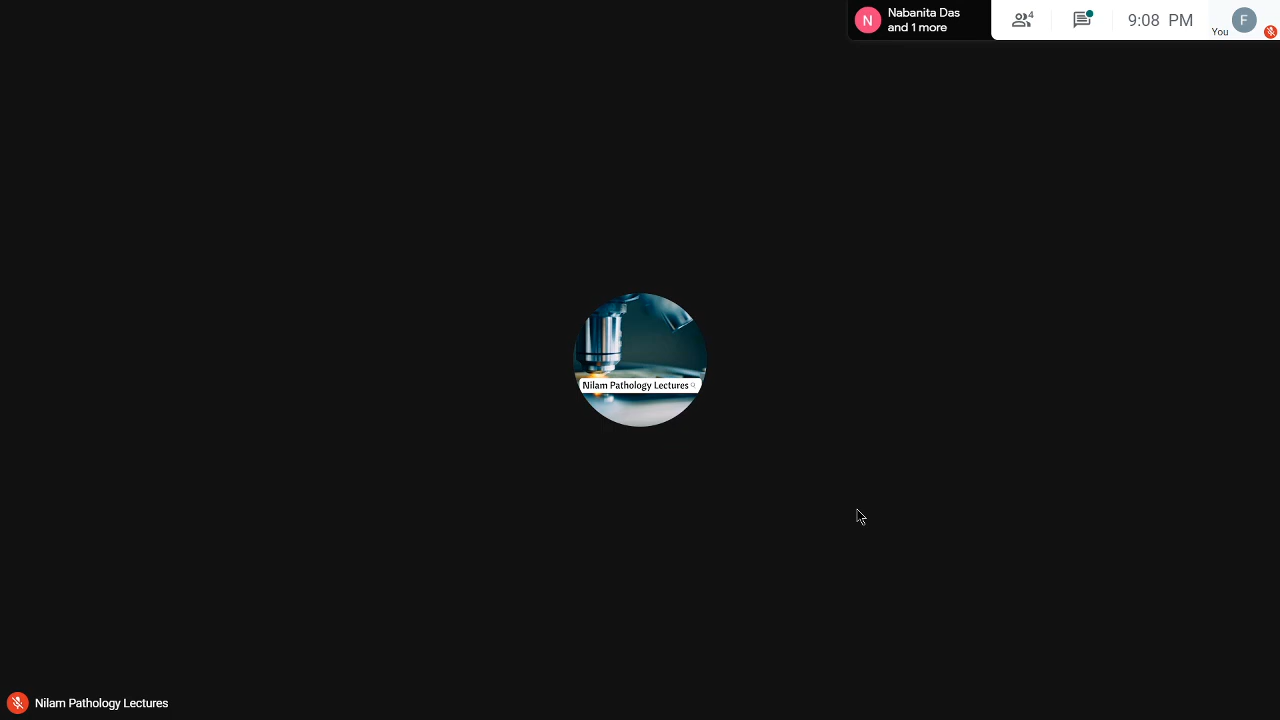 Nabanita Das
and 1 more
4
9:08 PM
You
F
N
Nilam Pathology Lectures
Nilam Pathology Lectures